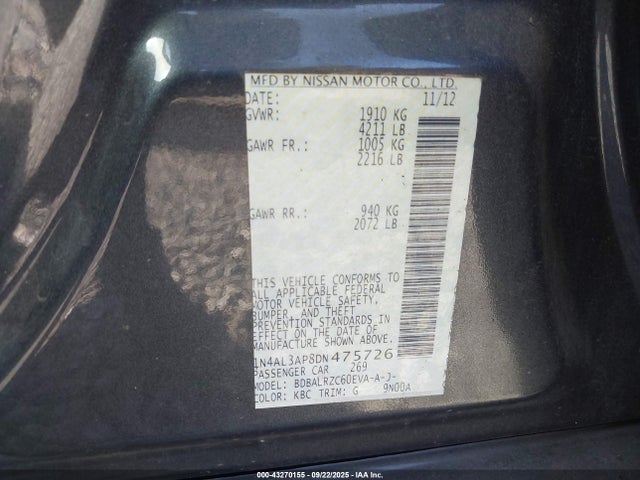 MFD BY NISSAN MOTOR CO., LTD.
DATE: 11/12
GVWR: 1910 KG
4211 LB
GAWR FR.: 1005 KG
2216 LB
-
GAWR RR.: 940 KG
2072 LB
THIS VEHICLE CONFORMS TO
ALL APPLICABLE FEDERAL
MOTOR VEHICLE SAFETY,
BUMPER, AND THEFT
PREVENTION STANDARDS IN
EFFECT ON THE DATE OF
MANUFACTURE SHOWN ABOVE.
1N4AL3AP8DN475726
PASSENGER CAR 269
MODEL: BDBALRZC60EVA-A-J-
COLOR: KBC TRIM: G 9N00A
000-43270155 - 09/22/2025 - IAA Inc.